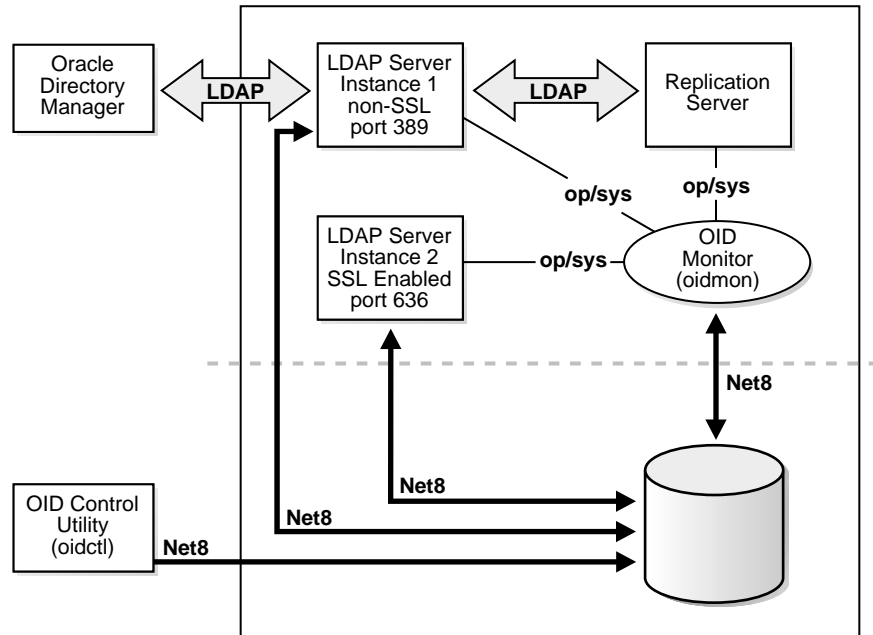 Oracle
Directory
Manager
LDAP
LDAP Server
Instance 1
non-SSL
port 389
LDAP
Replication
Server
op/sys
op/sys
LDAP Server
Instance 2
SSL Enabled
port 636
op/sys
OID
Monitor
(oidmon)
Net8
OID Control
Utility
(oidctl)
Net8
Net8
Net8